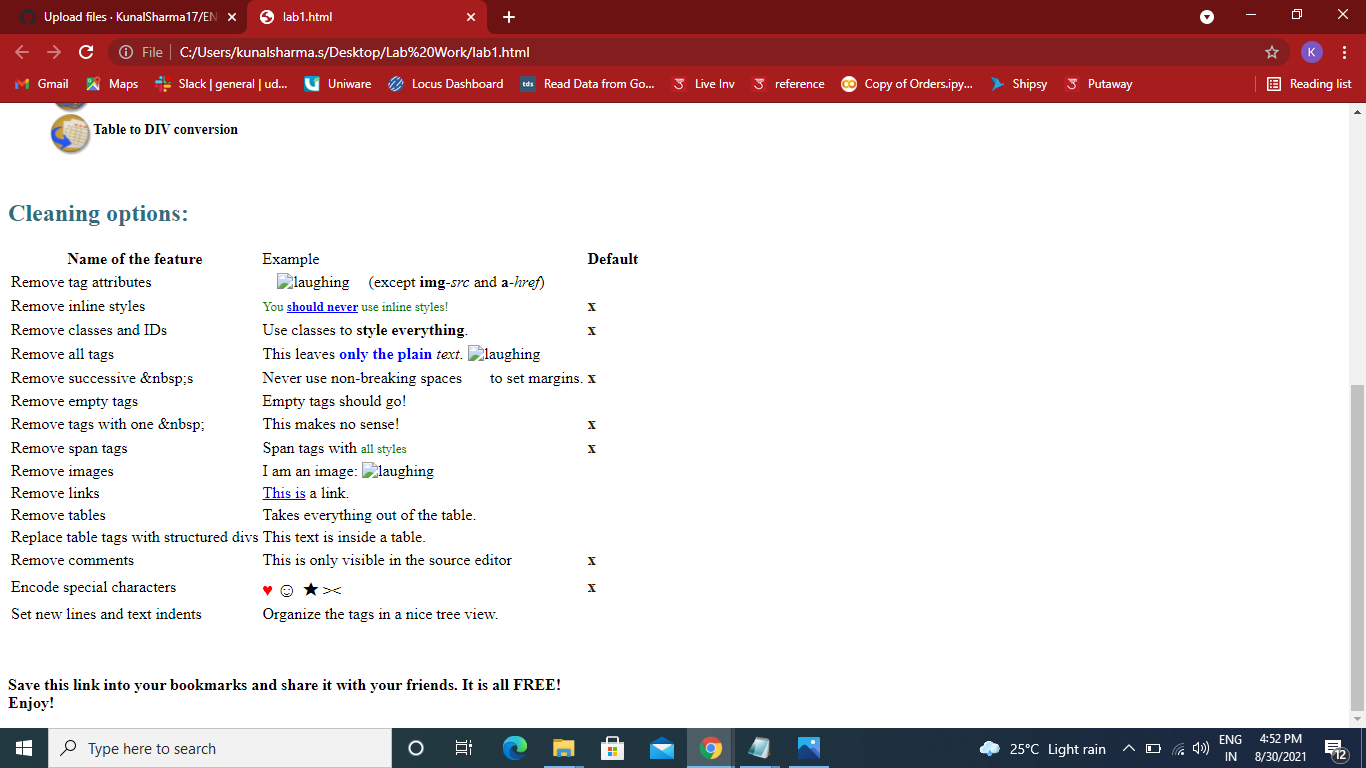 Upload files · KunalSharma17/EN
lab1.html
File
C:/Users/kunalsharma.s/Desktop/Lab%20Work/lab1.html
K
Gmail
Maps
Slack | general | ud...
Uniware
Locus Dashboard
tds Read Data from Go...
Live Inv
reference
Copy of Orders.ipy...
Shipsy
Putaway
Reading list
Table to DIV conversion
Cleaning options:
Name of the feature Example Default
Remove tag attributes laughing (except img-src and a-href)
Remove inline styles You should never use inline styles! x
Remove classes and IDs Use classes to style everything. x
Remove all tags This leaves only the plain text. laughing
Remove successive &nbsp;s Never use non-breaking spaces to set margins. x
Remove empty tags Empty tags should go!
Remove tags with one &nbsp; This makes no sense! x
Remove span tags Span tags with all styles x
Remove images I am an image: laughing
Remove links This is a link.
Remove tables Takes everything out of the table.
Replace table tags with structured divs This text is inside a table.
Remove comments This is only visible in the source editor x
Encode special characters ♥ ☺ ★ >< x
Set new lines and text indents Organize the tags in a nice tree view.
Save this link into your bookmarks and share it with your friends. It is all FREE!
Enjoy!
Type here to search
25°C Light rain
ENG
IN
4:52 PM
8/30/2021
12